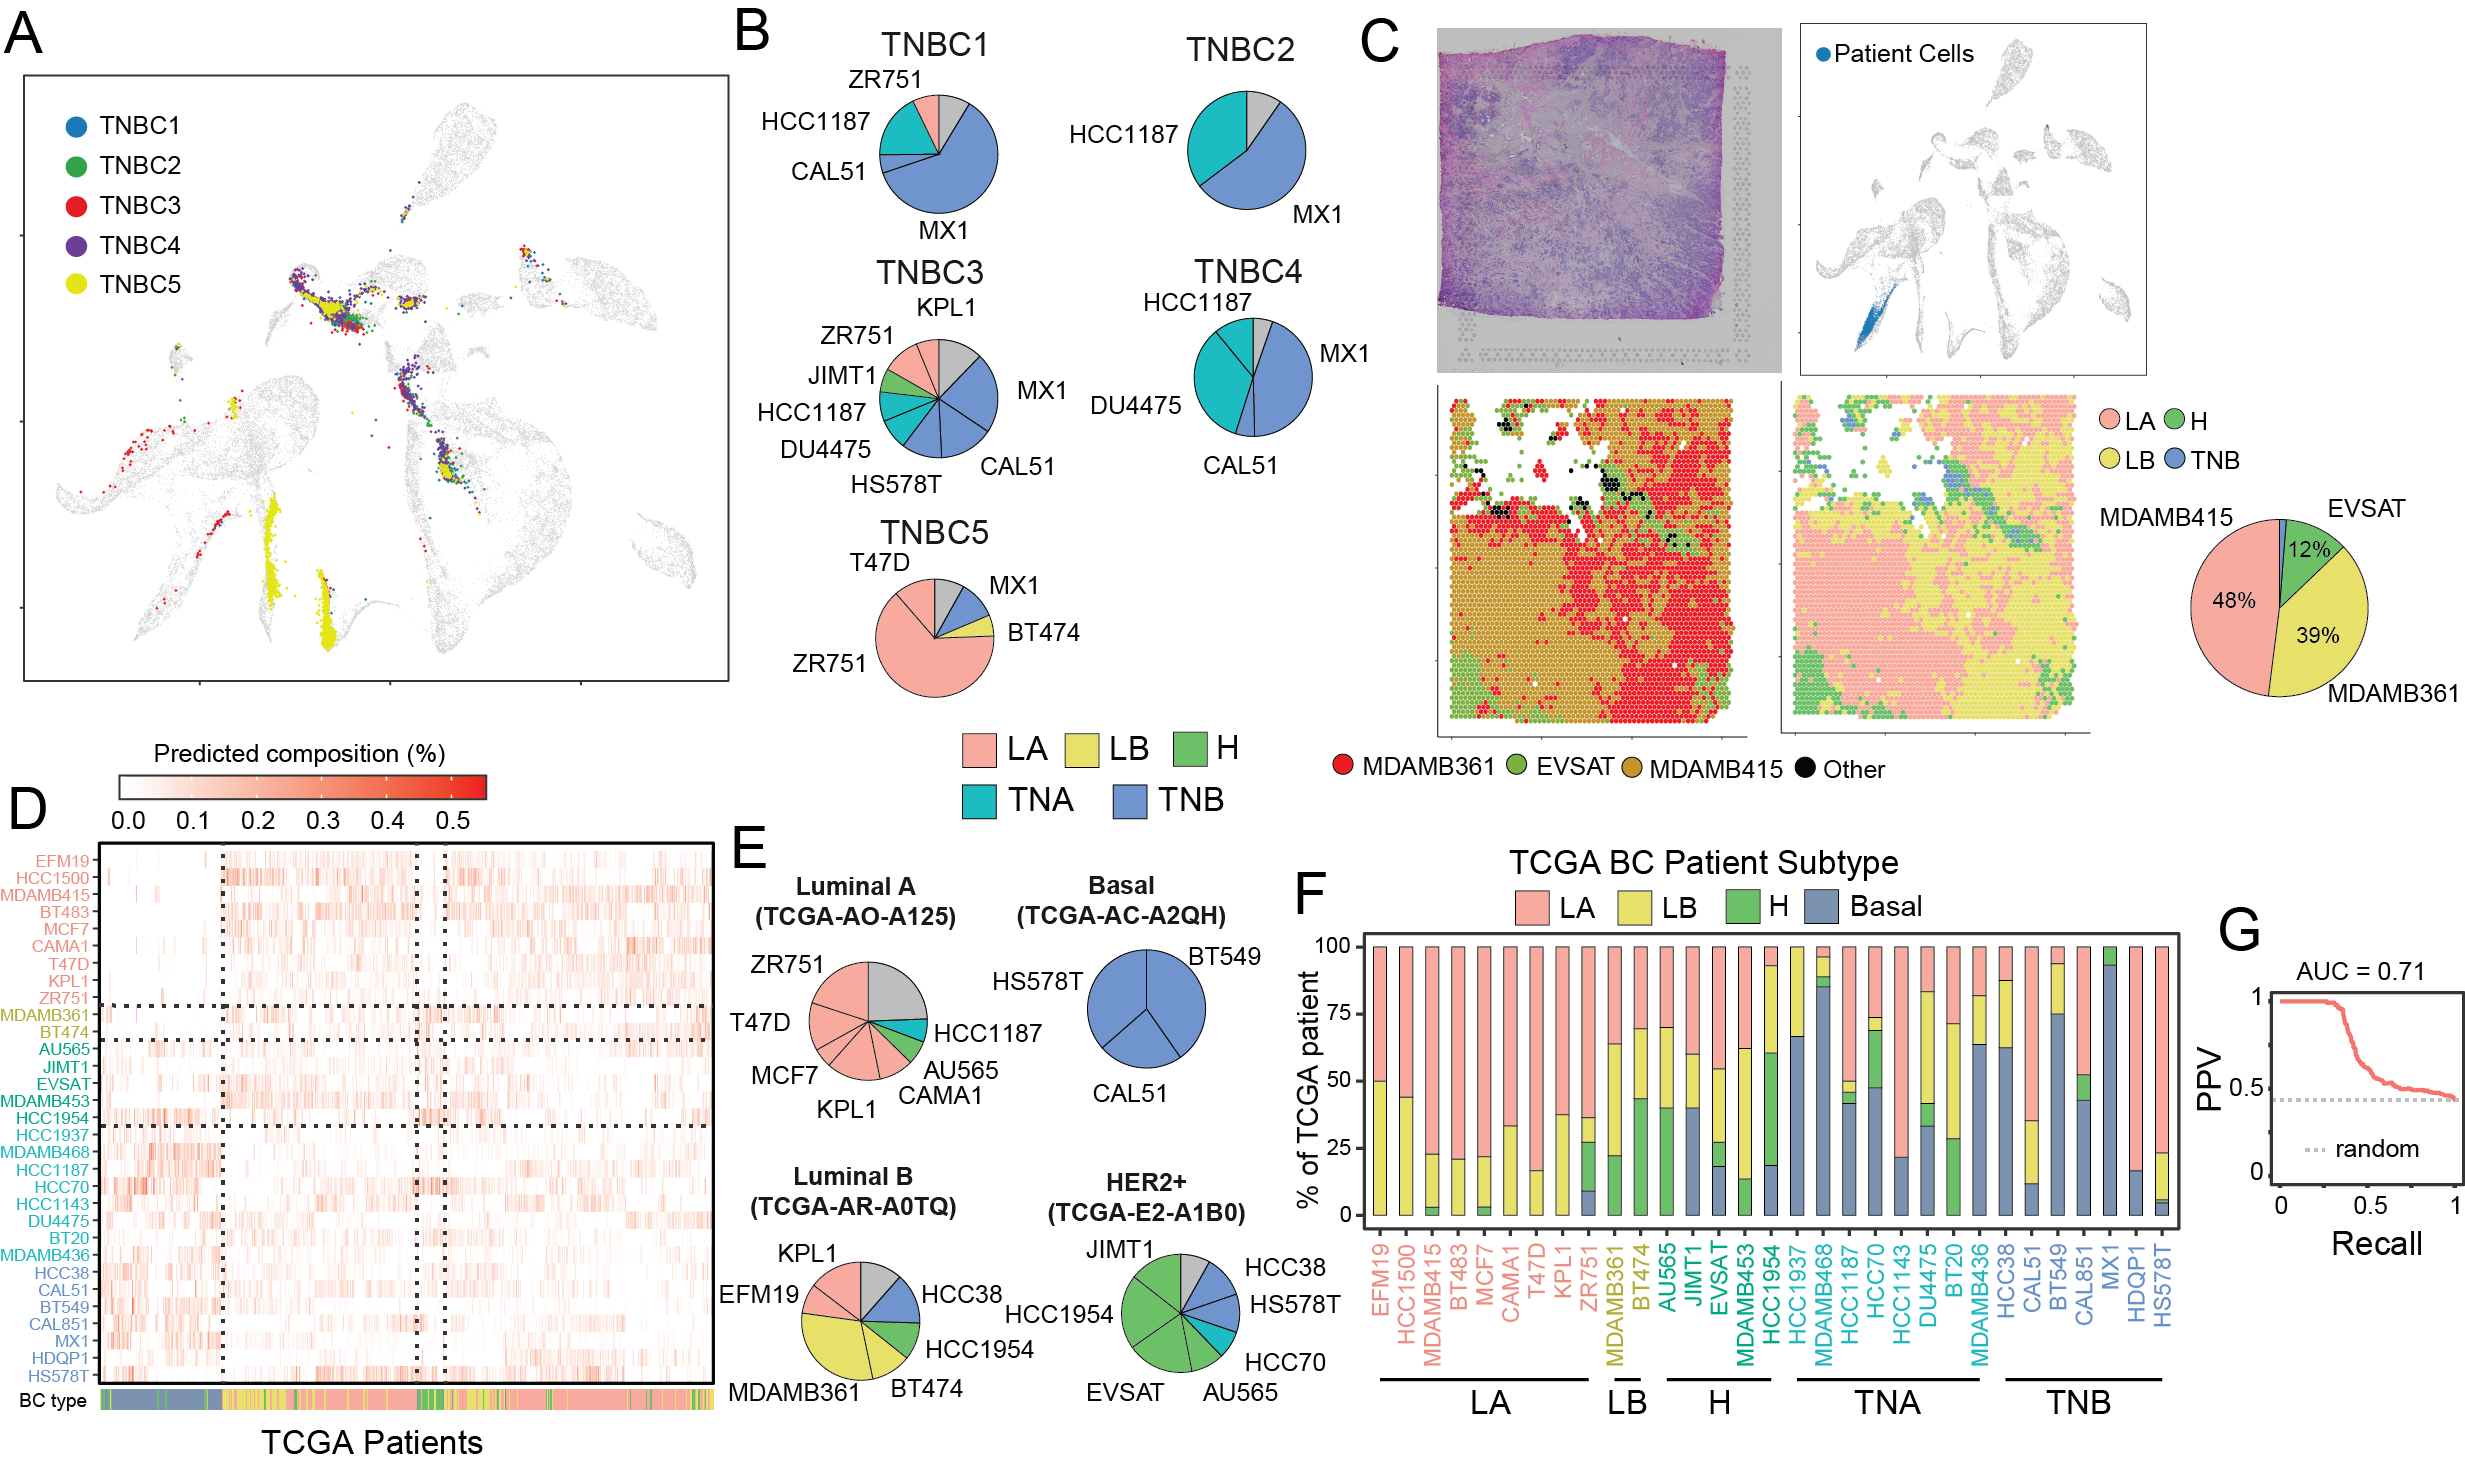 A
TNBC1
TNBC2
TNBC3
TNBC4
TNBC5
B
TNBC1
ZR751
HCC1187
CAL51
MX1
TNBC2
HCC1187
MX1
TNBC3
KPL1
ZR751
JIMT1
HCC1187
DU4475
HS578T
CAL51
MX1
TNBC4
HCC1187
MX1
DU4475
CAL51
TNBC5
T47D
MX1
BT474
ZR751
LA LB H
TNA TNB
C
Patient Cells
LA H
LB TNB
MDAMB415
EVSAT
12%
48%
39%
MDAMB361
MDAMB361 EVSAT MDAMB415 Other
D
Predicted composition (%)
0.0 0.1 0.2 0.3 0.4 0.5
EFM19
HCC1500
MDAMB415
BT483
MCF7
CAMA1
T47D
KPL1
ZR751
MDAMB361
BT474
AU565
JIMT1
EVSAT
MDAMB453
HCC1954
HCC1937
MDAMB468
HCC1187
HCC70
HCC1143
DU4475
BT20
MDAMB436
HCC38
CAL51
BT549
CAL851
MX1
HDQP1
HS578T
BC type
TCGA Patients
E
Luminal A
(TCGA-AO-A125)
ZR751
T47D
MCF7
KPL1
CAMA1
AU565
HCC1187
Basal
(TCGA-AC-A2QH)
BT549
HS578T
CAL51
Luminal B
(TCGA-AR-A0TQ)
KPL1
EFM19
HCC38
HCC1954
MDAMB361
BT474
HER2+
(TCGA-E2-A1B0)
JIMT1
HCC38
HS578T
HCC1954
HCC70
EVSAT
AU565
F
TCGA BC Patient Subtype
LA LB H Basal
% of TCGA patient
100
75
50
25
0
EFM19
HCC1500
MDAMB415
BT483
MCF7
CAMA1
T47D
KPL1
ZR751
MDAMB361
BT474
AU565
JIMT1
EVSAT
MDAMB453
HCC1954
HCC1937
MDAMB468
HCC1187
HCC70
HCC1143
DU4475
BT20
MDAMB436
HCC38
CAL51
BT549
CAL851
MX1
HDQP1
HS578T
LA LB H TNA TNB
G
AUC = 0.71
PPV
1
0.5
0
random
0 0.5 1
Recall